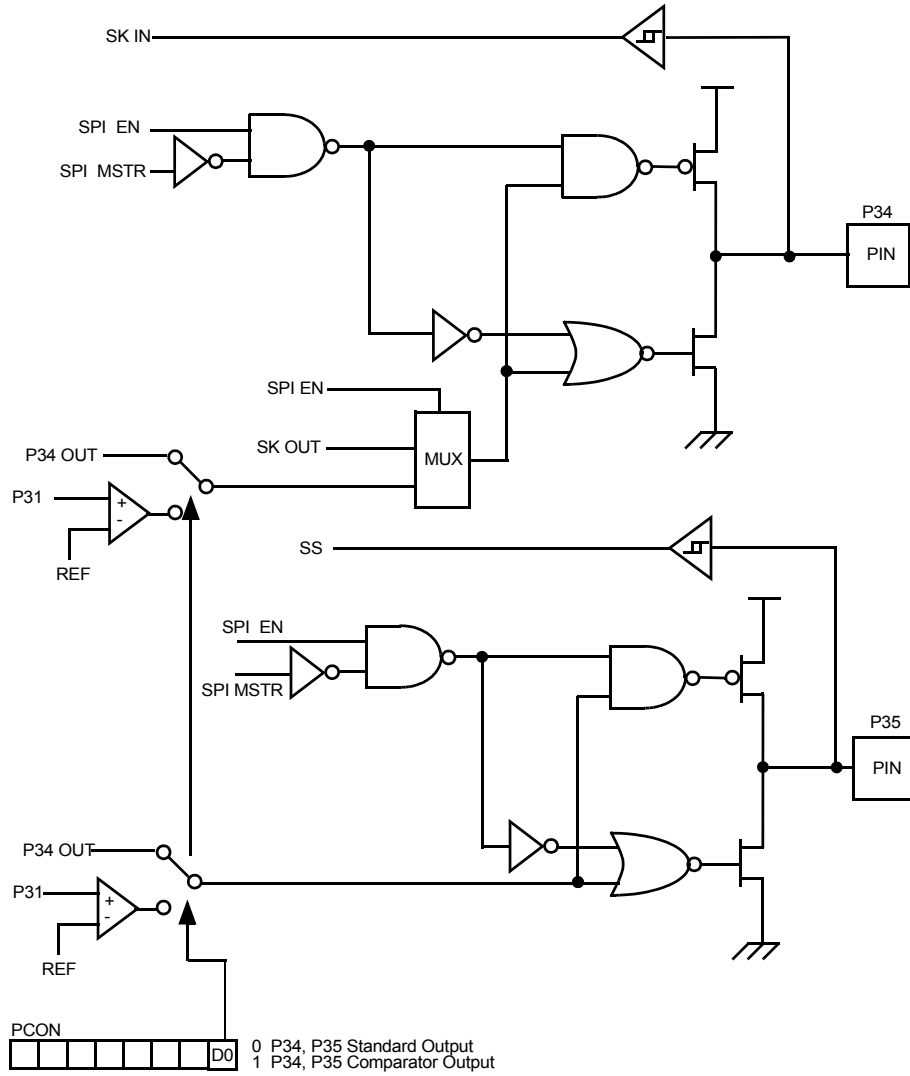 SK IN
SPI EN
SPI MSTR
P34
PIN
SPI EN
SK OUT
MUX
P34 OUT
P31
+
-
REF
SS
SPI EN
SPI MSTR
P35
PIN
P34 OUT
P31
+
-
REF
PCON
D0
0 P34, P35 Standard Output
1 P34, P35 Comparator Output